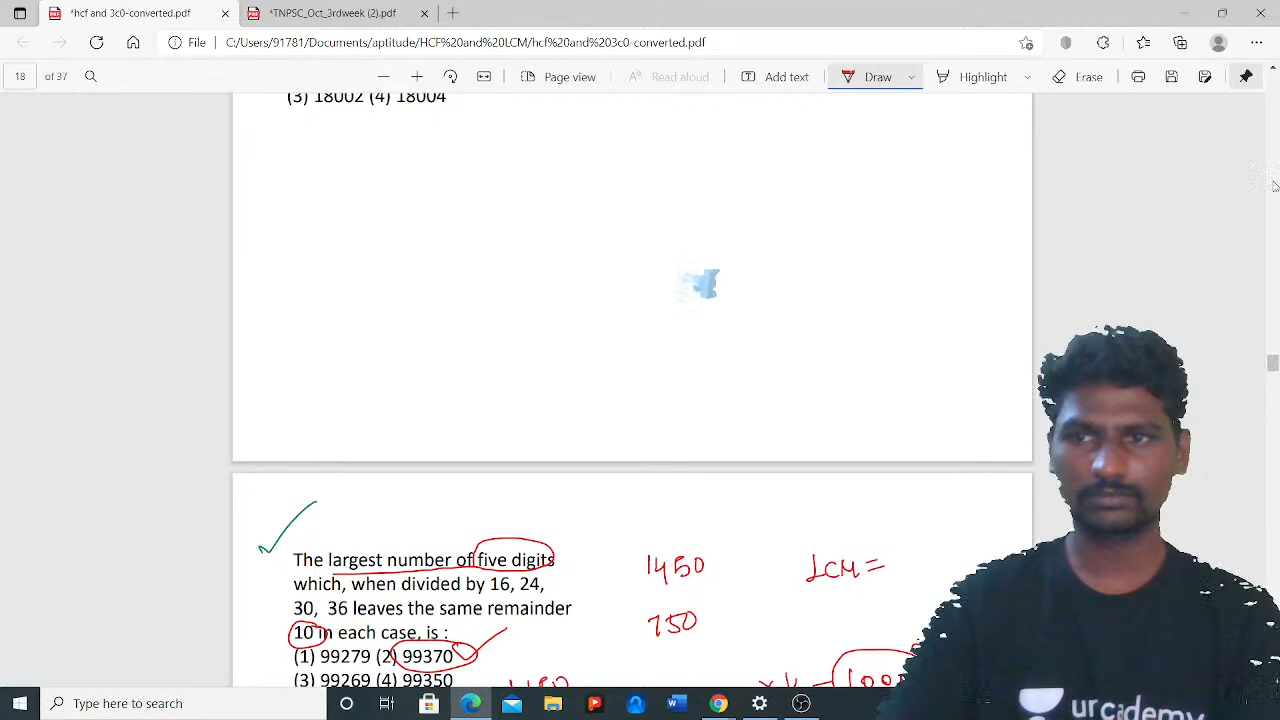 *hcf and 3c0-converted.pdf
*TNPSC_Oct_3rdweek (2).pdf
File
C:/Users/91781/Documents/aptitude/HCF%20and%20LCM/hcf%20and%203c0-converted.pdf
18 of 37
Page view
Read aloud
Add text
Draw
Highlight
Erase
(3) 18002 (4) 18004
The largest number of five digits
which, when divided by 16, 24,
30, 36 leaves the same remainder
10 in each case, is :
(1) 99279 (2) 99370
(3) 99269 (4) 99350
1450
750
LCM =
urcademy
Type here to search